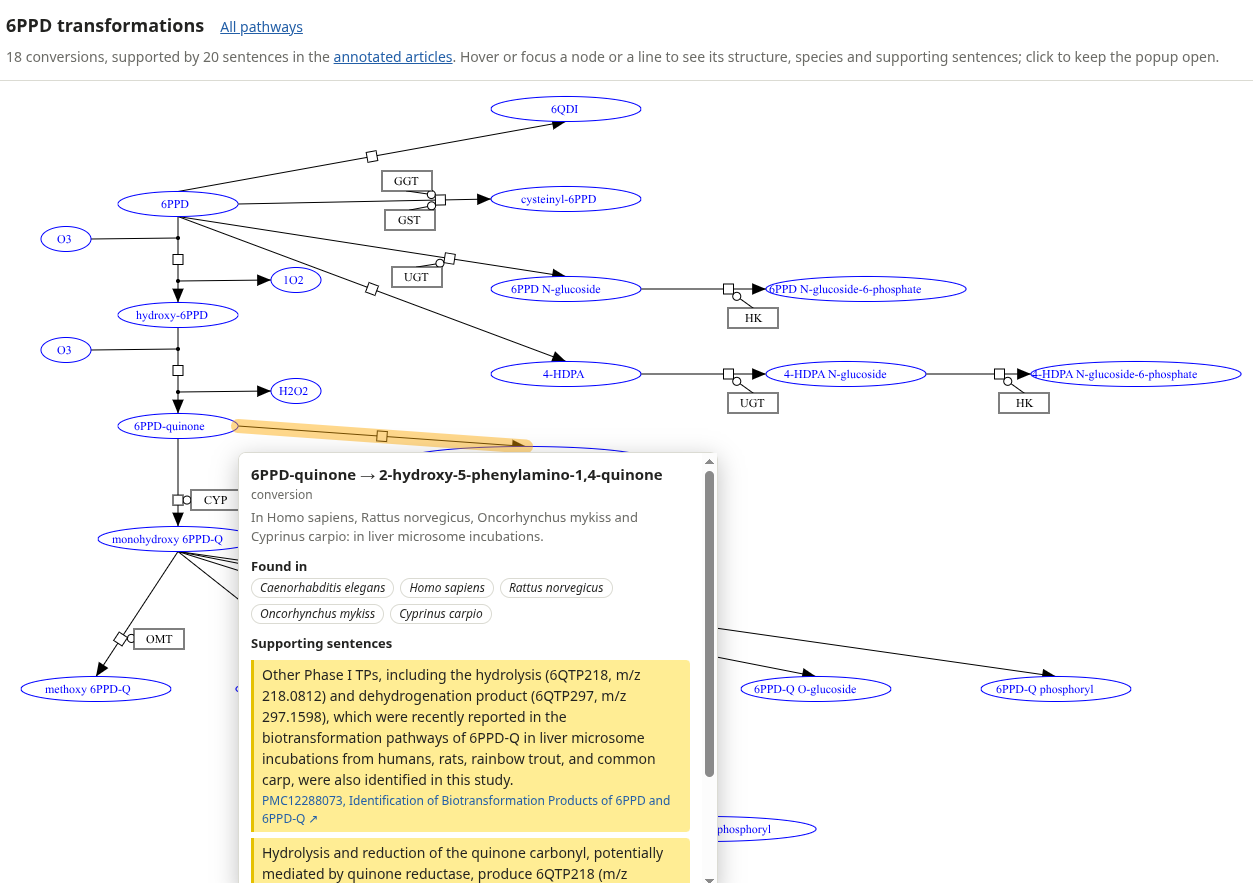 6PPD transformations All pathways
18 conversions, supported by 20 sentences in the annotated articles. Hover or focus a node or a line to see its structure, species and supporting sentences; click to keep the popup open.
6QDI
GGT
6PPD
cysteinyl-6PPD
GST
O3
UGT
1O2
6PPD N-glucoside
6PPD N-glucoside-6-phosphate
hydroxy-6PPD
HK
O3
4-HDPA
4-HDPA N-glucoside
4-HDPA N-glucoside-6-phosphate
H2O2
UGT
HK
6PPD-quinone
6PPD-quinone → 2-hydroxy-5-phenylamino-1,4-quinone
conversion
CYP
In Homo sapiens, Rattus norvegicus, Oncorhynchus mykiss and
Cyprinus carpio: in liver microsome incubations.
monohydroxy 6PPD-Q
Found in
Caenorhabditis elegans Homo sapiens Rattus norvegicus
Oncorhynchus mykiss Cyprinus carpio
OMT
Supporting sentences
Other Phase I TPs, including the hydrolysis (6QTP218, m/z
218.0812) and dehydrogenation product (6QTP297, m/z
297.1598), which were recently reported in the
biotransformation pathways of 6PPD-Q in liver microsome
incubations from humans, rats, rainbow trout, and common
carp, were also identified in this study.
PMC12288073, Identification of Biotransformation Products of 6PPD and
6PPD-Q ↗
methoxy 6PPD-Q
6PPD-Q O-glucoside
6PPD-Q phosphoryl
phosphoryl
Hydrolysis and reduction of the quinone carbonyl, potentially
mediated by quinone reductase, produce 6QTP218 (m/z